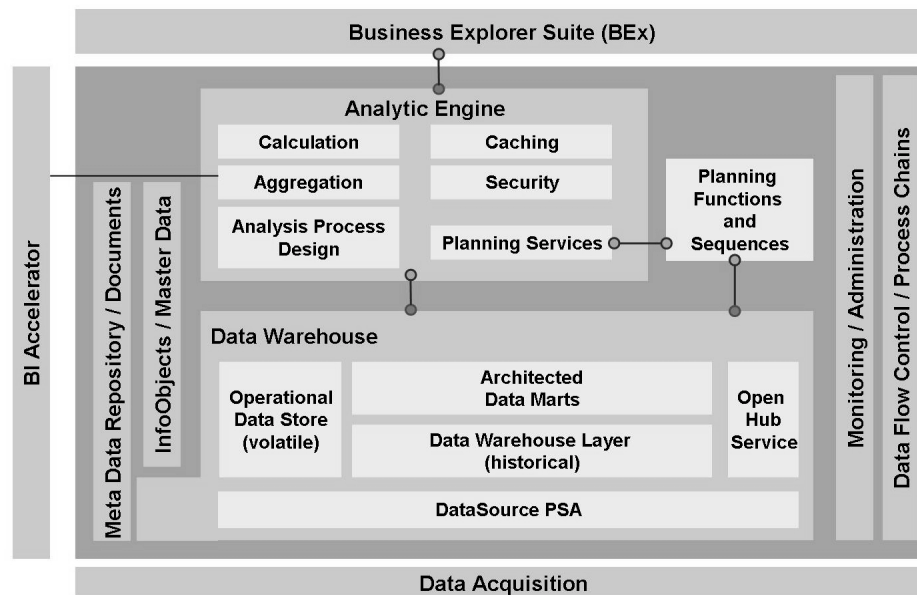 Business Explorer Suite (BEx)
BI Accelerator
Meta Data Repository / Documents
InfoObjects / Master Data
Analytic Engine
Calculation
Caching
Aggregation
Security
Analysis Process
Design
Planning Services
Planning
Functions
and
Sequences
Monitoring / Administration
Data Flow Control / Process Chains
Data Warehouse
Operational
Data Store
(volatile)
Architected
Data Marts
Data Warehouse Layer
(historical)
Open
Hub
Service
DataSource PSA
Data Acquisition